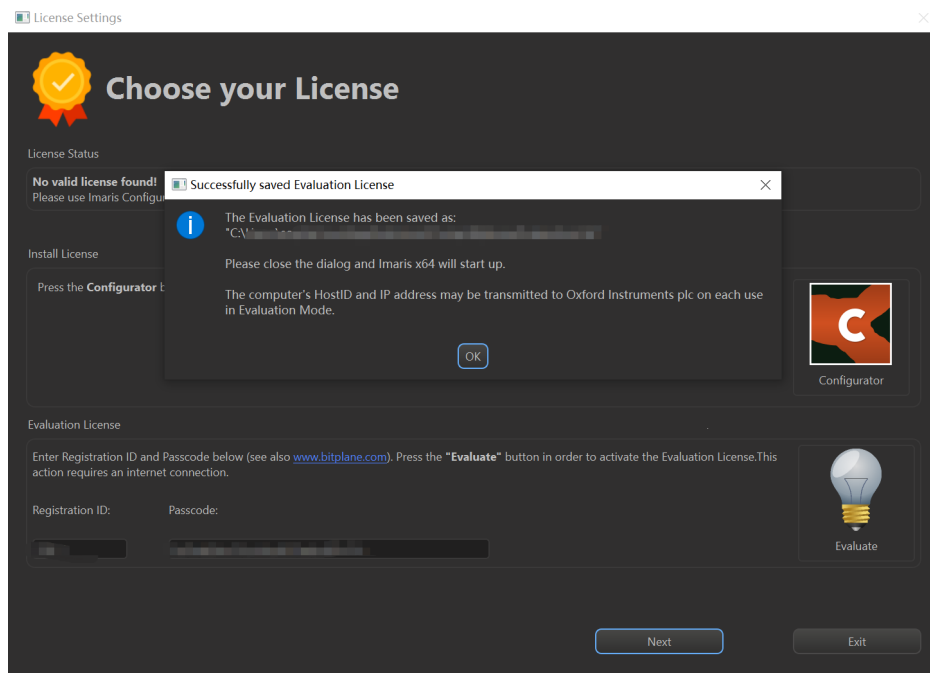 License Settings
Choose your License
License Status
No valid license found!
Please use Imaris Configu
Successfully saved Evaluation License
The Evaluation License has been saved as:
"C:\
Please close the dialog and Imaris x64 will start up.
The computer's HostID and IP address may be transmitted to Oxford Instruments plc on each use
in Evaluation Mode.
OK
Install License
Press the Configurator b
C
Configurator
Evaluation License
Enter Registration ID and Passcode below (see also www.bitplane.com). Press the "Evaluate" button in order to activate the Evaluation License.This
action requires an internet connection.
Registration ID:
Passcode:
Evaluate
Next
Exit